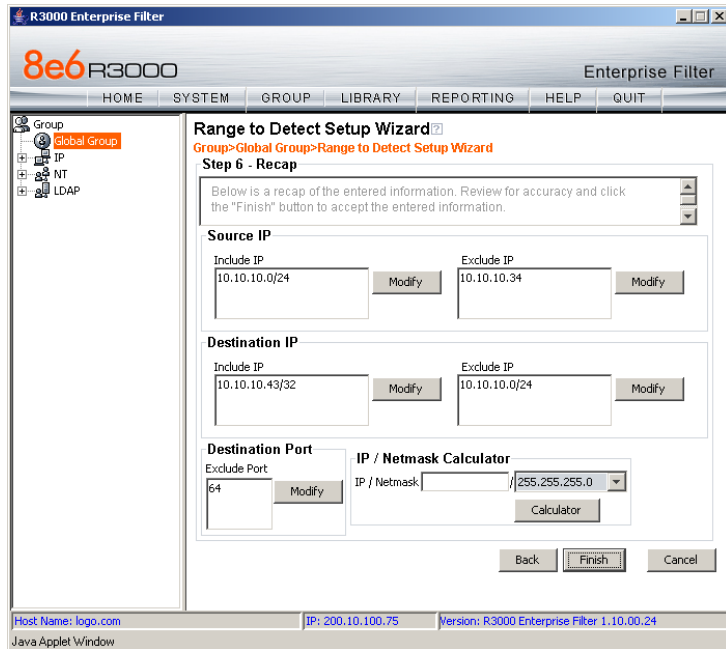 R3000 Enterprise Filter
8e6 R3000
Enterprise Filter
HOME SYSTEM GROUP LIBRARY REPORTING HELP QUIT
Group
Global Group
IP
NT
LDAP
Range to Detect Setup Wizard ?
Group>Global Group>Range to Detect Setup Wizard
Step 6 - Recap
Below is a recap of the entered information. Review for accuracy and click
the "Finish" button to accept the entered information.
Source IP
Include IP
10.10.10.0/24
Modify
Exclude IP
10.10.10.34
Modify
Destination IP
Include IP
10.10.10.43/32
Modify
Exclude IP
10.10.10.0/24
Modify
Destination Port
Exclude Port
64
Modify
IP / Netmask Calculator
IP / Netmask / 255.255.255.0
Calculator
Back Finish Cancel
Host Name: logo.com IP: 200.10.100.75 Version: R3000 Enterprise Filter 1.10.00.24
Java Applet Window